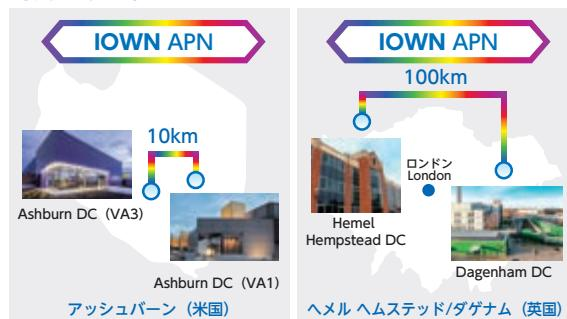 IOWN APN
10km
Ashburn DC (VA3)
Ashburn DC (VA1)
アッシュバーン（米国）
IOWN APN
100km
ロンドン
London
Hemel
Hempstead DC
Dagenham DC
ヘメル ヘムステッド/ダゲナム（英国）